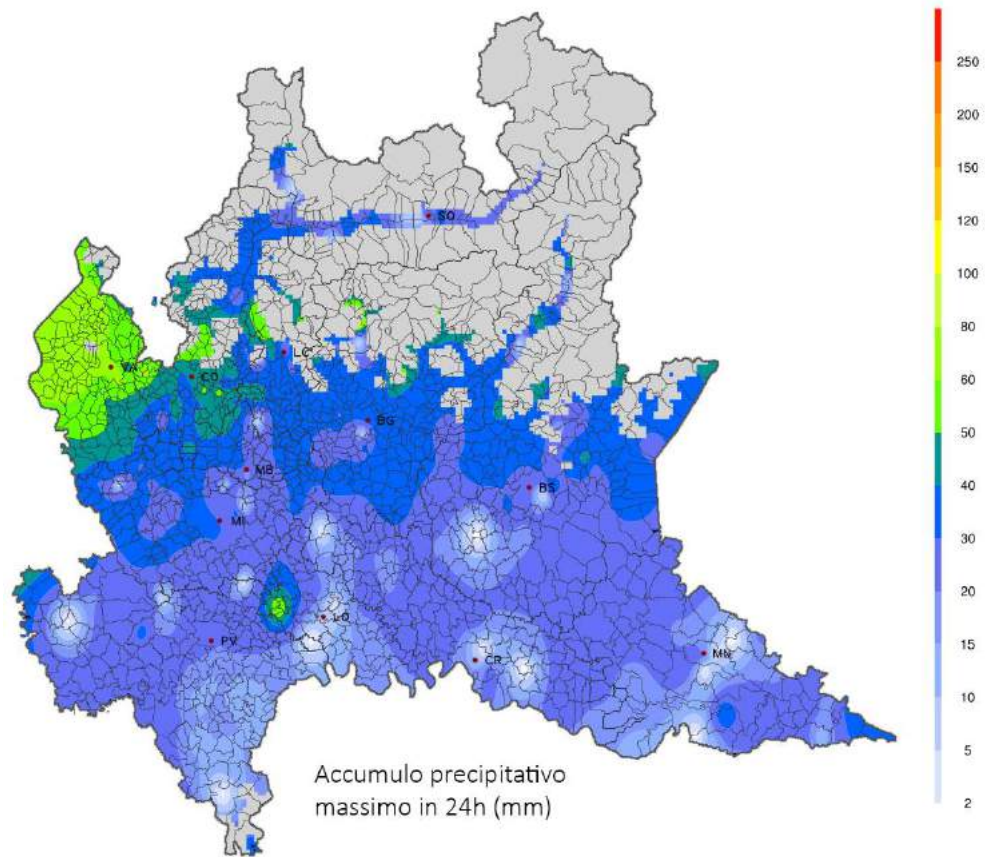 250
200
150
120
100
80
60
50
40
30
20
15
10
5
2
SO
VA
CO
LC
BG
MB
BS
MI
LO
PV
CR
MN
Accumulo precipitativo
massimo in 24h (mm)